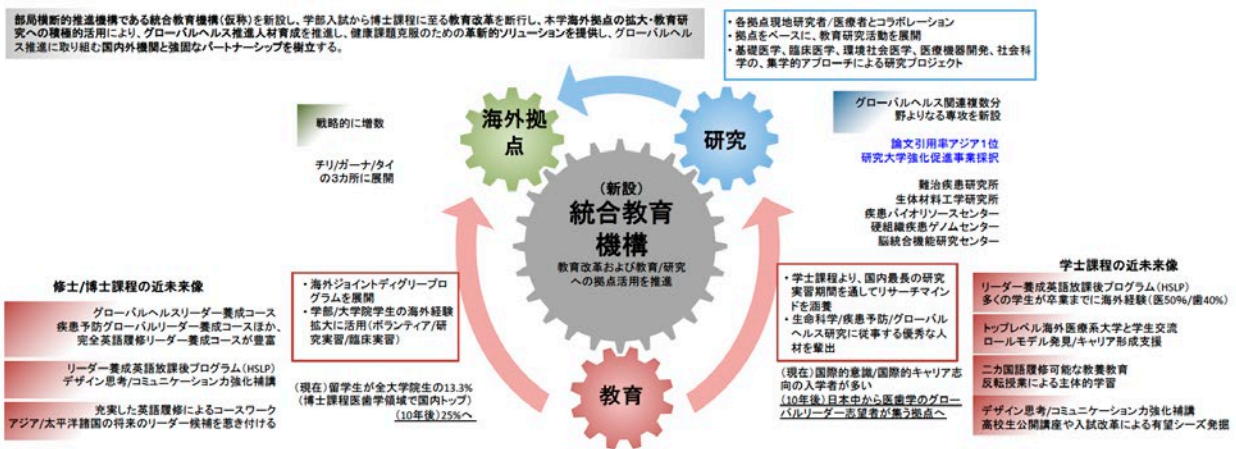 部局横断的推進機構である統合教育機構(仮称)を新設し、学部入試から博士課程に至る教育改革を断行し、本学海外拠点の拡大・教育研
究への積極的活用により、グローバルヘルス推進人材育成を推進し、健康課題克服のための革新的ソリューションを提供し、グローバルヘル
ス推進に取り組む国内外機関と強固なパートナーシップを樹立する。
・各拠点現地研究者/医療者とコラボレーション
・拠点をベースに、教育研究活動を展開
・基礎医学、臨床医学、環境社会医学、医療機器開発、社会科
学の、集学的アプローチによる研究プロジェクト
戦略的に増数
チリ/ガーナ/タイ
の3カ所に展開
海外拠
点
研究
グローバルヘルス関連複数分
野よりなる専攻を新設
論文引用率アジア1位
研究大学強化促進事業採択
難治疾患研究所
生体材料工学研究所
疾患バイオリソースセンター
硬組織疾患ゲノムセンター
脳統合機能研究センター
(新設)
統合教育
機構
教育改革および教育/研究
への拠点活用を推進
修士/博士課程の近未来像
グローバルヘルスリーダー養成コース
疾患予防グローバルリーダー養成コースほか、
完全英語履修リーダー養成コースが豊富
リーダー養成英語放課後プログラム(HSLP)
デザイン思考/コミュニケーション力強化補講
充実した英語履修によるコースワーク
アジア/太平洋諸国の将来のリーダー候補を惹き付ける
・海外ジョイントディグリープロ
グラムを展開
・学部/大学院学生の海外経験
拡大に活用(ボランティア/研
究実習/臨床実習)
(現在)留学生が全大学院生の13.3%
(博士課程医歯学領域で国内トップ)
(10年後)25%へ
教育
・学士課程より、国内最長の研究
実習期間を通してリサーチマイン
ドを涵養
・生命科学/疾患予防/グローバル
ヘルス研究に従事する優秀な人
材を輩出
(現在)国際的意識/国際的キャリア志
向の入学者が多い
(10年後)日本中から医歯学のグロー
バルリーダー志望者が集う拠点へ
学士課程の近未来像
リーダー養成英語放課後プログラム(HSLP)
多くの学生が卒業までに海外経験(医50%/歯40%)
トップレベル海外医療系大学と学生交流
ロールモデル発見/キャリア形成支援
二カ国語履修可能な教養教育
反転授業による主体的学習
デザイン思考/コミュニケーション力強化補講
高校生公開講座や入試改革による有望シーズ発掘